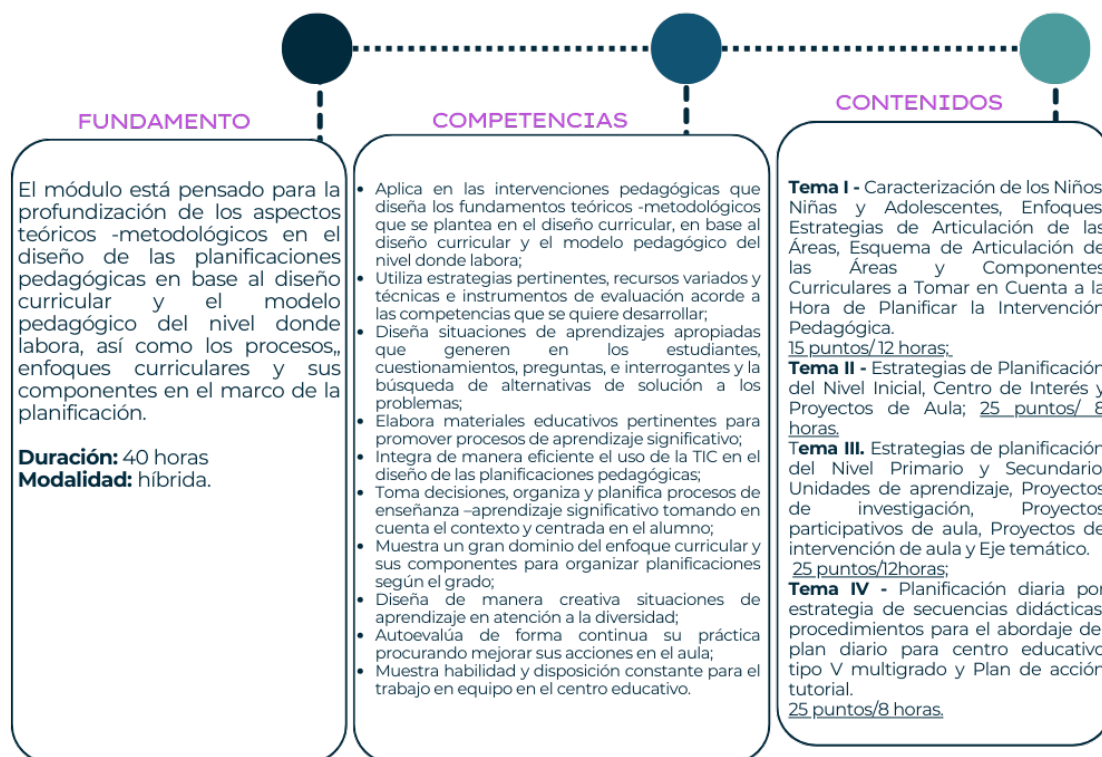 FUNDAMENTO
El módulo está pensado para la
profundización de los aspectos
teóricos -metodológicos en el
diseño de las planificaciones
pedagógicas en base al diseño
curricular y el modelo
pedagógico del nivel donde
labora, así como los procesos,,
enfoques curriculares y sus
componentes en el marco de la
planificación.
Duración: 40 horas
Modalidad: híbrida.
COMPETENCIAS
• Aplica en las intervenciones pedagógicas que
diseña los fundamentos teóricos -metodológicos
que se plantea en el diseño curricular, en base al
diseño curricular y el modelo pedagógico del
nivel donde labora;
• Utiliza estrategias pertinentes, recursos variados y
técnicas e instrumentos de evaluación acorde a
las competencias que se quiere desarrollar;
• Diseña situaciones de aprendizajes apropiadas
que generen en los estudiantes,
cuestionamientos, preguntas, e interrogantes y la
búsqueda de alternativas de solución a los
problemas;
• Elabora materiales educativos pertinentes para
promover procesos de aprendizaje significativo;
• Integra de manera eficiente el uso de la TIC en el
diseño de las planificaciones pedagógicas;
• Toma decisiones, organiza y planifica procesos de
enseñanza –aprendizaje significativo tomando en
cuenta el contexto y centrada en el alumno;
• Muestra un gran dominio del enfoque curricular y
sus componentes para organizar planificaciones
según el grado;
• Diseña de manera creativa situaciones de
aprendizaje en atención a la diversidad;
• Autoevalúa de forma continua su práctica
procurando mejorar sus acciones en el aula;
• Muestra habilidad y disposición constante para el
trabajo en equipo en el centro educativo.
CONTENIDOS
Tema I - Caracterización de los Niños
Niñas y Adolescentes, Enfoques
Estrategias de Articulación de las
Áreas, Esquema de Articulación de
las Áreas y Componentes
Curriculares a Tomar en Cuenta a la
Hora de Planificar la Intervención
Pedagógica.
15 puntos/ 12 horas;
Tema II - Estrategias de Planificación
del Nivel Inicial, Centro de Interés y
Proyectos de Aula; 25 puntos/ 8
horas.
Tema III. Estrategias de planificación
del Nivel Primario y Secundario
Unidades de aprendizaje, Proyectos
de investigación, Proyectos
participativos de aula, Proyectos de
intervención de aula y Eje temático.
25 puntos/12horas;
Tema IV - Planificación diaria por
estrategia de secuencias didácticas
procedimientos para el abordaje de
plan diario para centro educativo
tipo V multigrado y Plan de acción
tutorial.
25 puntos/8 horas.